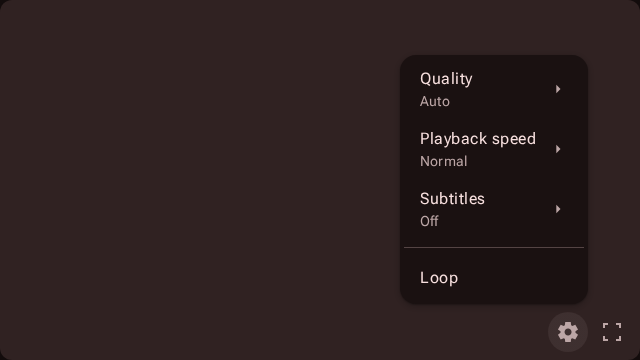 Quality
Auto
Playback speed
Normal
Subtitles
Off
Loop